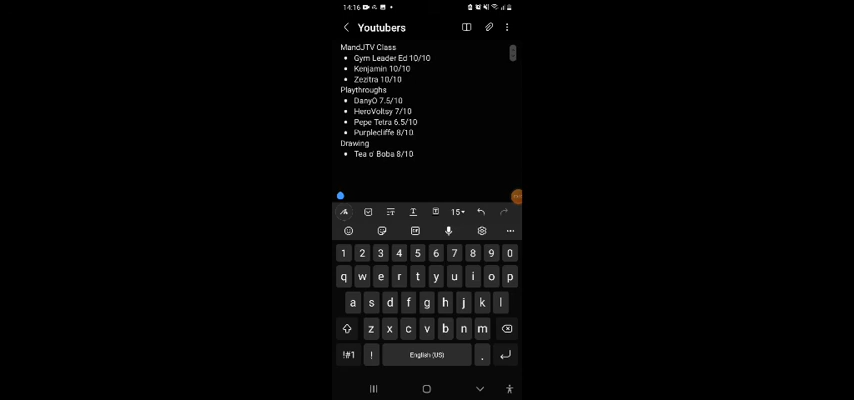 14:16
Youtubers
MandJTV Class
Gym Leader Ed 10/10
Kenjamin 10/10
Zezitra 10/10
Playthroughs
DanyO 7.5/10
HeroVoltsy 7/10
Pepe Tetra 6.5/10
Purplecliffe 8/10
Drawing
Tea o' Boba 8/10
15
1 2 3 4 5 6 7 8 9 0
q w e r t y u i o p
a s d f g h j k l
z x c v b n m
!#1 ! English (US) .